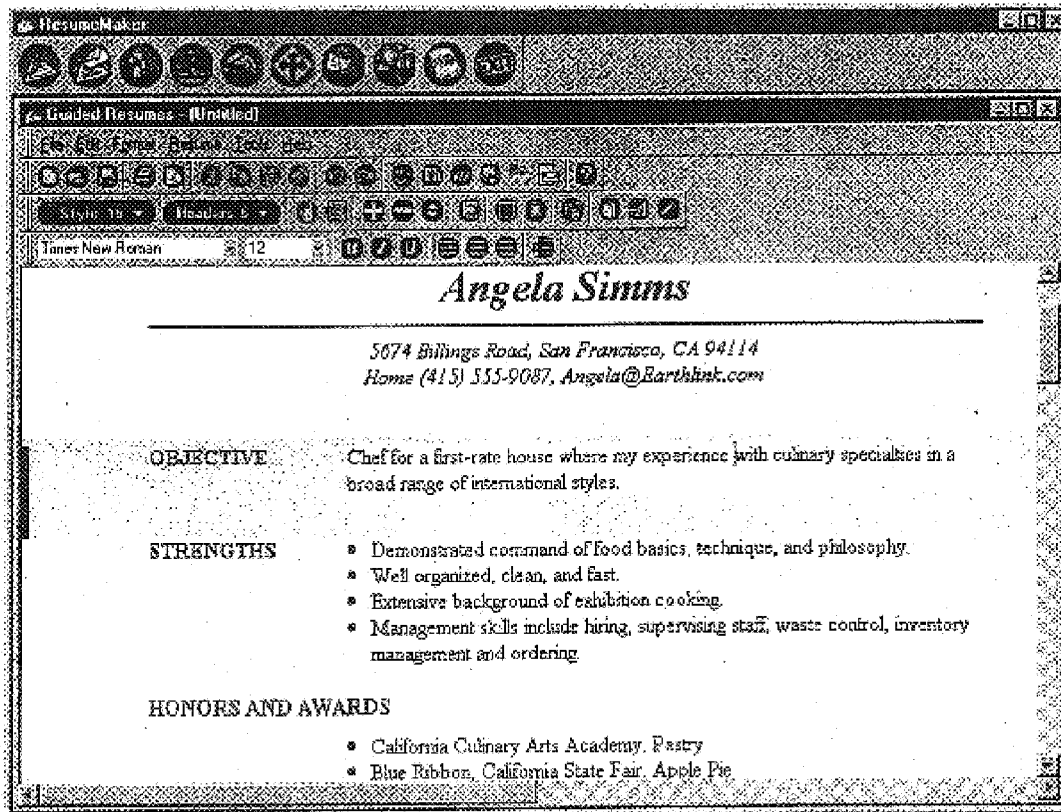 ResumeMaker
Guided Resumes - (Untitled)
File Edit Format Resume Tools Help
Style 10 Headers
Times New Roman 12
Angela Simms
5674 Billings Road, San Francisco, CA 94114
Home (415) 555-9087, Angela@Earthlink.com
OBJECTIVE Chef for a first-rate house where my experience with culinary specialties in a
broad range of international styles.
STRENGTHS • Demonstrated command of food basics, technique, and philosophy.
• Well organized, clean, and fast.
• Extensive background of exhibition cooking.
• Management skills include hiring, supervising staff, waste control, inventory
management and ordering.
HONORS AND AWARDS
• California Culinary Arts Academy, Pastry
• Blue Ribbon, California State Fair, Apple Pie